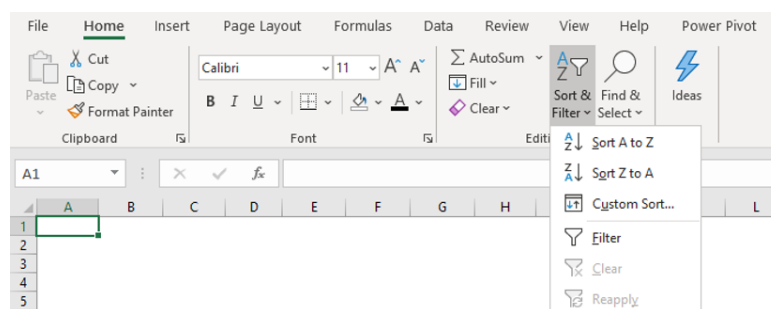 File Home Insert Page Layout Formulas Data Review View Help Power Pivot
Cut
Copy
Format Painter
Paste
Clipboard
Calibri 11 A A
B I U A
Font
AutoSum
Fill
Clear
Editi
Sort &
Filter
Find &
Select
Ideas
Sort A to Z
Sort Z to A
Custom Sort...
Filter
Clear
Reapply
A1 fx
A B C D E F G H L
1
2
3
4
5